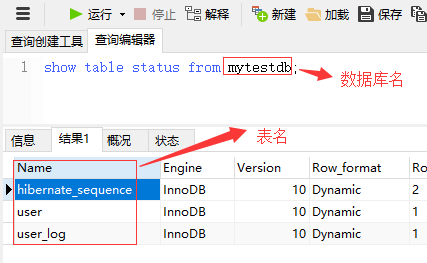 运行 停止 解释 新建 加载 保存
查询创建工具 查询编辑器
1 show table status from mytestdb;
数据库名
信息 结果1 概况 状态
表名
Name Engine Version Row_format Ro
hibernate_sequence InnoDB 10 Dynamic 2
user InnoDB 10 Dynamic 1
user_log InnoDB 10 Dynamic 1